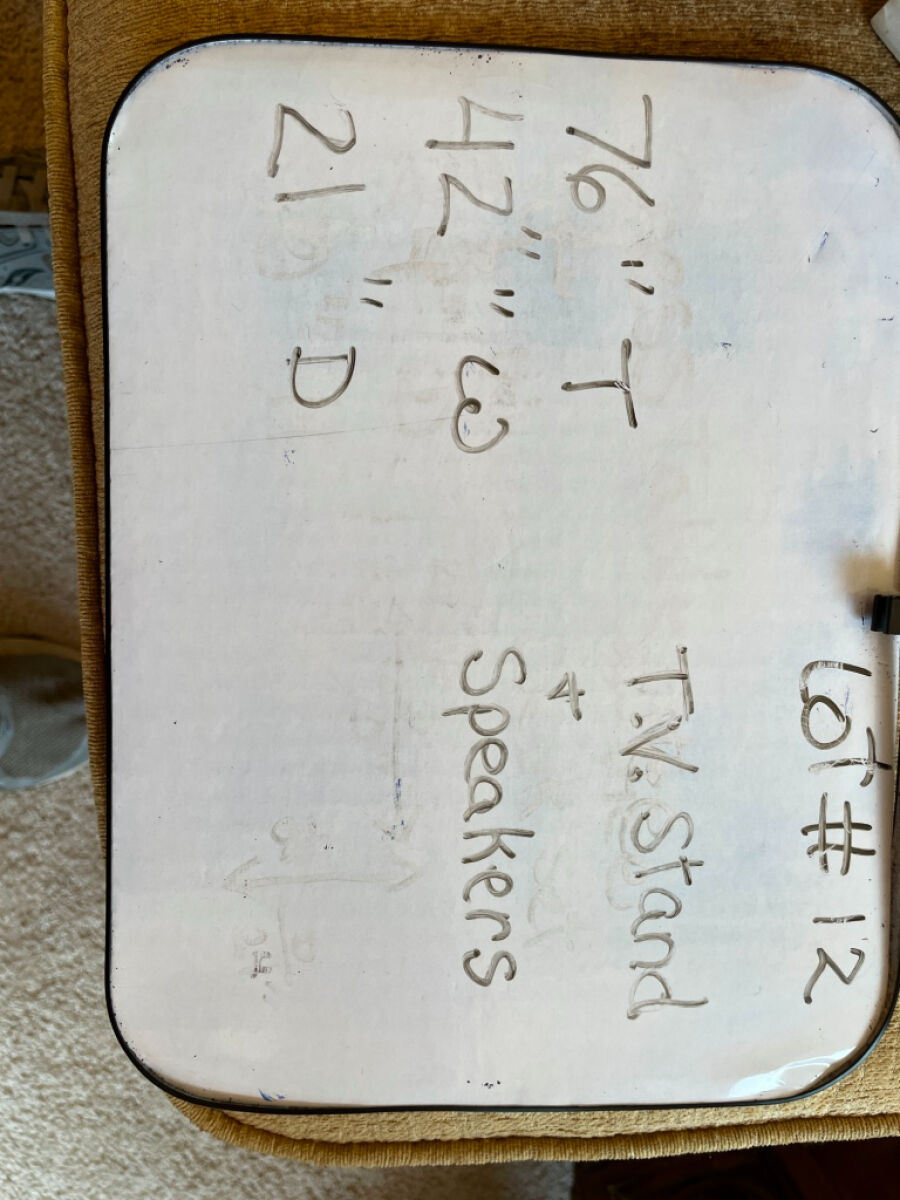 Lot # 12
76" T
T.V. Stand
+
42" " W
Speakers
21 " D